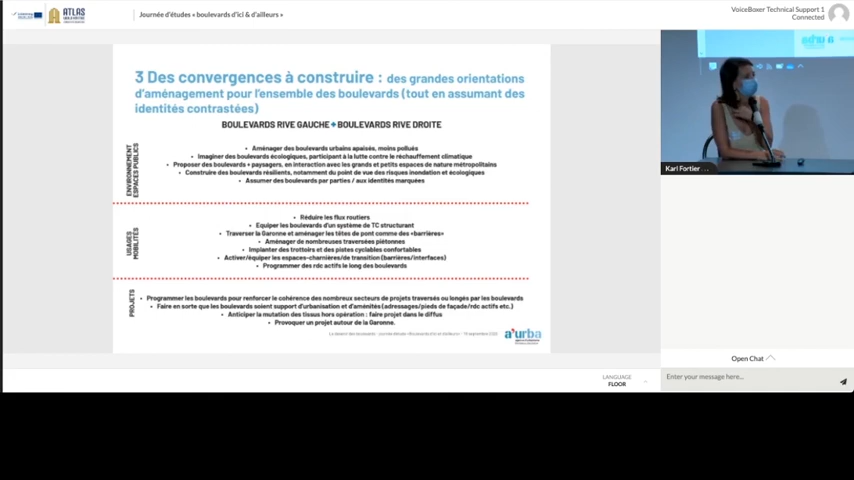 ATLAS
Journée d'études « boulevards d'ici & d'ailleurs »
VoiceBoxer Technical Support 1
Connected
3 Des convergences à construire : des grandes orientations
d'aménagement pour l'ensemble des boulevards (tout en assumant des
identités contrastées)
BOULEVARDS RIVE GAUCHE + BOULEVARDS RIVE DROITE
ENVIRONNEMENT
ESPACES PUBLICS
• Aménager des boulevards urbains apaisés, moins pollués
• Imaginer des boulevards écologiques, participant à la lutte contre le réchauffement climatique
• Proposer des boulevards + paysagers, en interaction avec les grands et petits espaces de nature métropolitains
• Construire des boulevards résilients, notamment du point de vue des risques inondation et écologiques
• Assumer des boulevards par parties / aux identités marquées
USAGES
MOBILITÉS
• Réduire les flux routiers
• Equiper les boulevards d'un système de TC structurant
• Traverser la Garonne et aménager les têtes de pont comme des «barrières»
• Aménager de nombreuses traversées piétonnes
• Implanter des trottoirs et des pistes cyclables confortables
• Activer/équiper les espaces-charnières/de transition (barrières/interfaces)
• Programmer des rdc actifs le long des boulevards
PROJETS
• Programmer les boulevards pour renforcer la cohérence des nombreux secteurs de projets traversés ou longés par les boulevards
• Faire en sorte que les boulevards soient support d'urbanisation et d'aménités (adressages/pieds de façade/rdc actifs etc.)
• Anticiper la mutation des tissus hors opération : faire projet dans le diffus
• Provoquer un projet autour de la Garonne.
a'urba
Karl Fortier ...
Open Chat
Enter your message here...
LANGUAGE
FLOOR